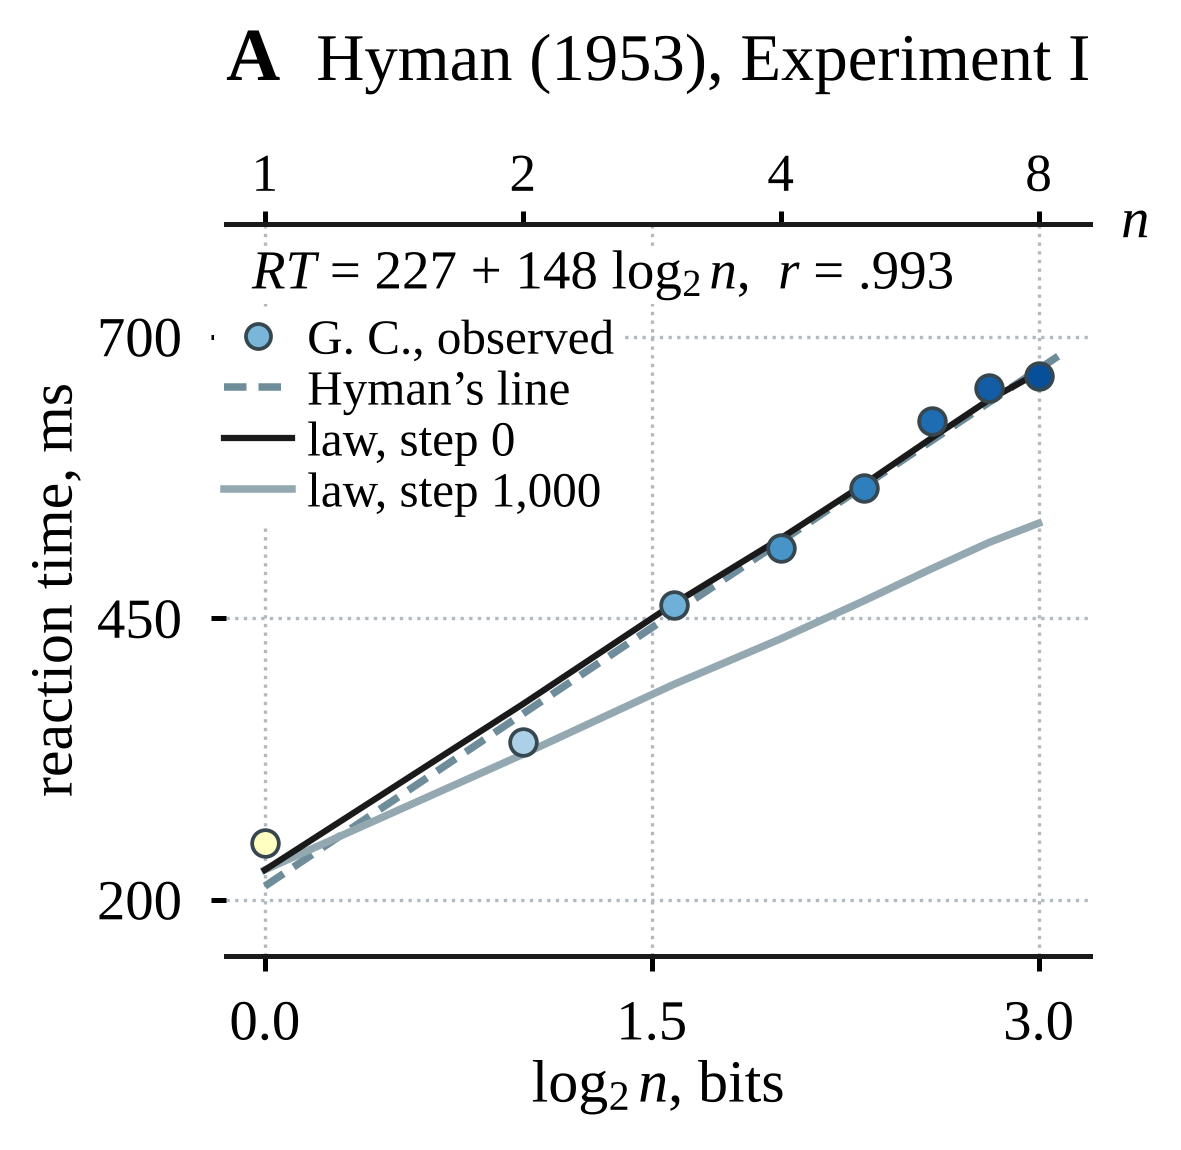 A Hyman (1953), Experiment I
1 2 4 8
n
RT = 227 + 148 log₂ n, r = .993
G. C., observed
Hyman’s line
law, step 0
law, step 1,000
700
450
200
reaction time, ms
0.0 1.5 3.0
log₂ n, bits